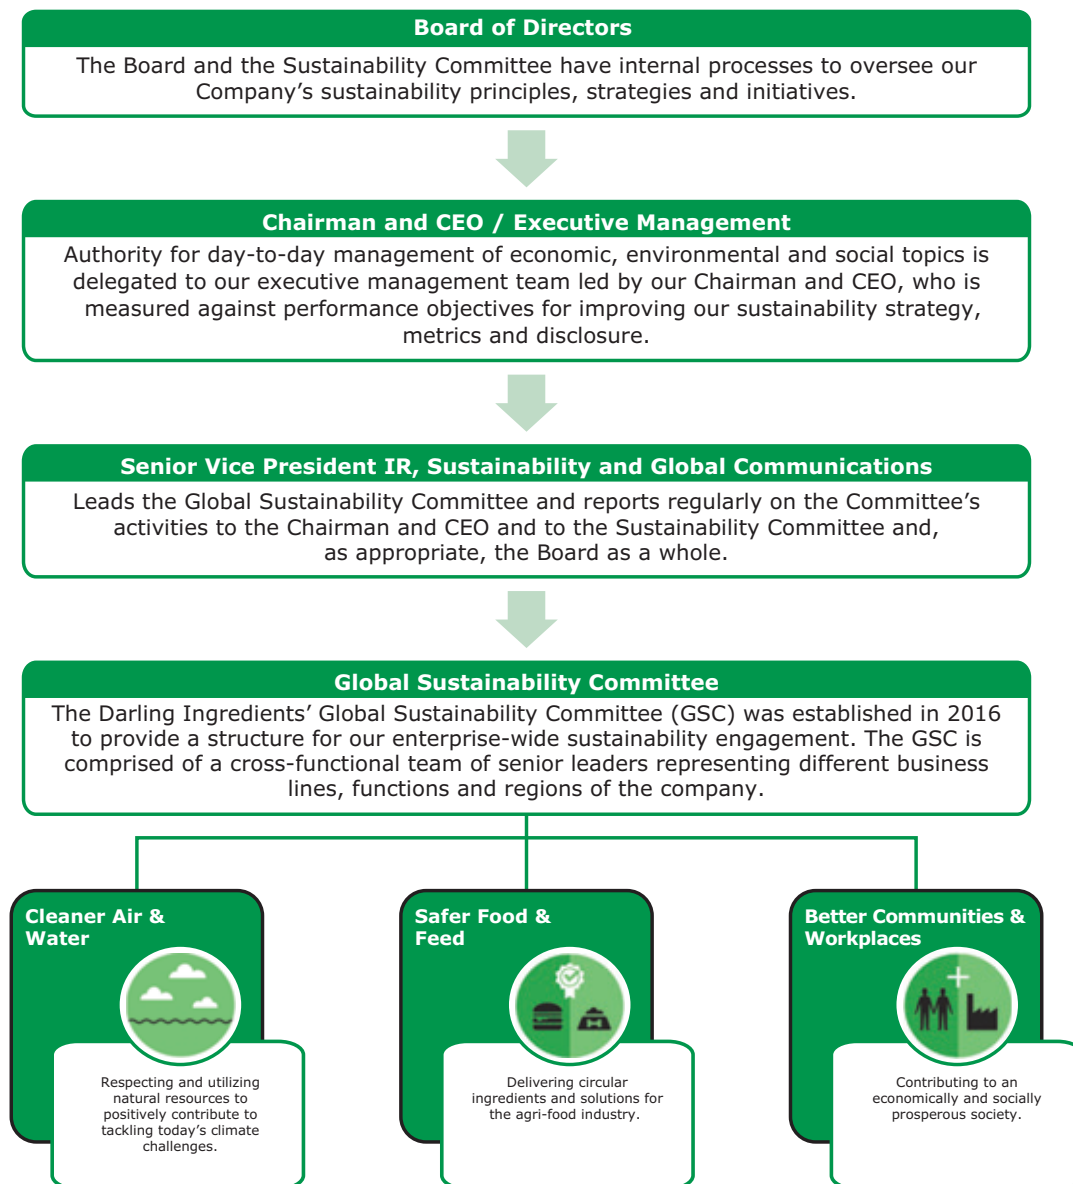 Board of Directors
The Board and the Sustainability Committee have internal processes to oversee our
Company’s sustainability principles, strategies and initiatives.
Chairman and CEO / Executive Management
Authority for day-to-day management of economic, environmental and social topics is
delegated to our executive management team led by our Chairman and CEO, who is
measured against performance objectives for improving our sustainability strategy,
metrics and disclosure.
Senior Vice President IR, Sustainability and Global Communications
Leads the Global Sustainability Committee and reports regularly on the Committee’s
activities to the Chairman and CEO and to the Sustainability Committee and,
as appropriate, the Board as a whole.
Global Sustainability Committee
The Darling Ingredients’ Global Sustainability Committee (GSC) was established in 2016
to provide a structure for our enterprise-wide sustainability engagement. The GSC is
comprised of a cross-functional team of senior leaders representing different business
lines, functions and regions of the company.
Cleaner Air &
Water
Respecting and utilizing
natural resources to
positively contribute to
tackling today’s climate
challenges.
Safer Food &
Feed
Delivering circular
ingredients and solutions for
the agri-food industry.
Better Communities &
Workplaces
Contributing to an
economically and socially
prosperous society.